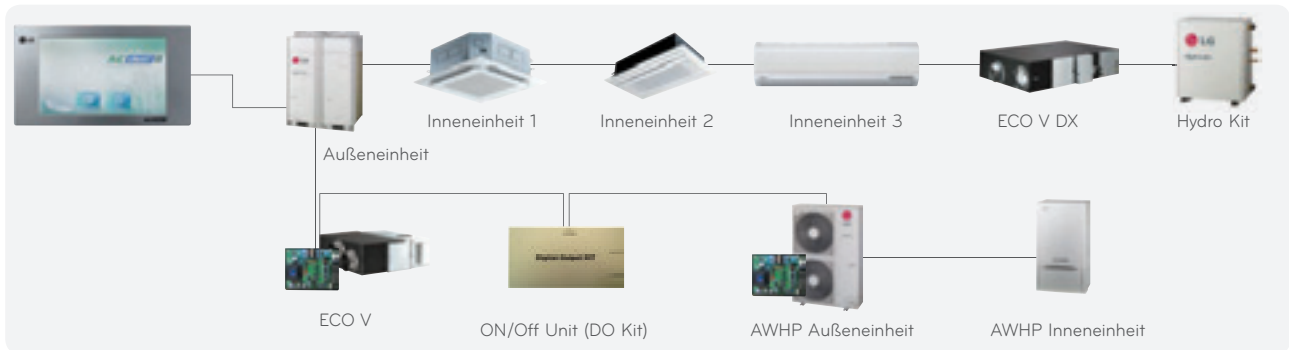 LG
Inneneinheit 1
Inneneinheit 2
Inneneinheit 3
ECO V DX
Hydro Kit
Außeneinheit
ECO V
ON/Off Unit (DO Kit)
AWHP Außeneinheit
AWHP Inneneinheit